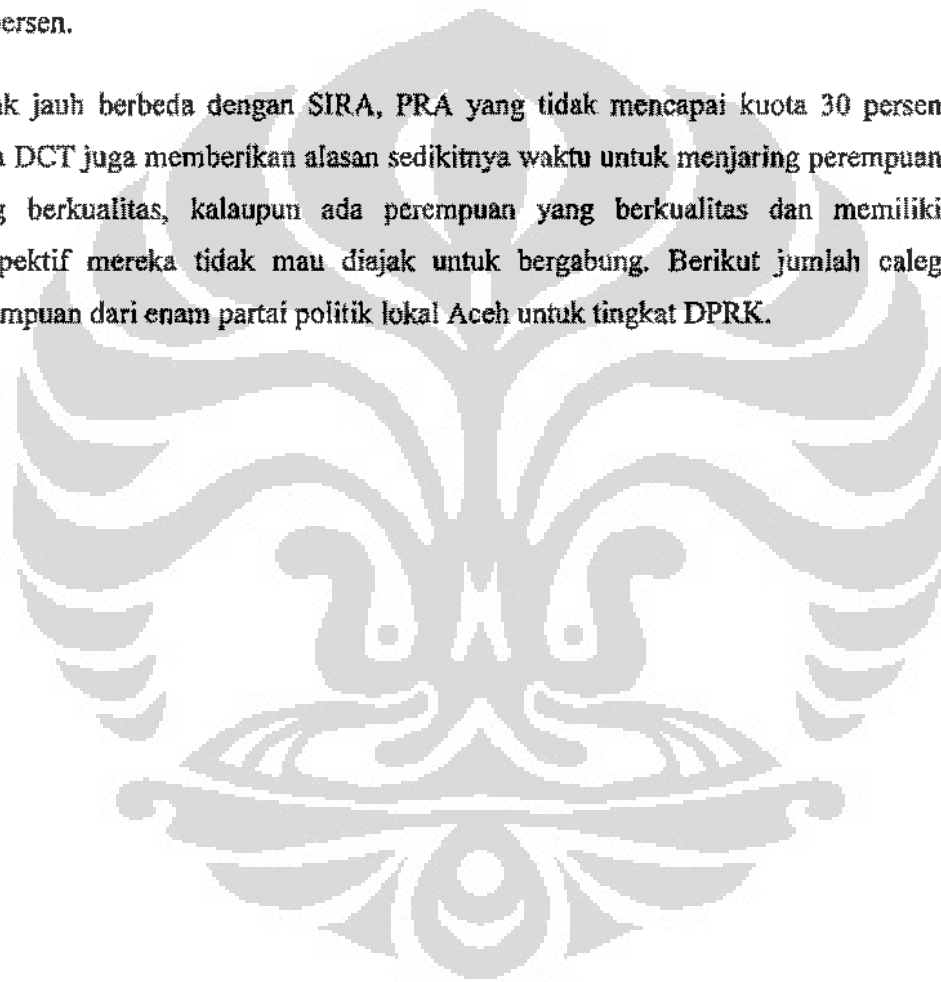 ersen.
k jauh berbeda dengan SIRA, PRA yang tidak mencapai kuota 30 persen
DCT juga memberikan alasan sedikitnya waktu untuk menjaring perempuan
g berkualitas, kalaupun ada perempuan yang berkualitas dan memiliki
pektif mereka tidak mau diajak untuk bergabung. Berikut jumlah caleg
mpuan dari enam partai politik lokal Aceh untuk tingkat DPRK.